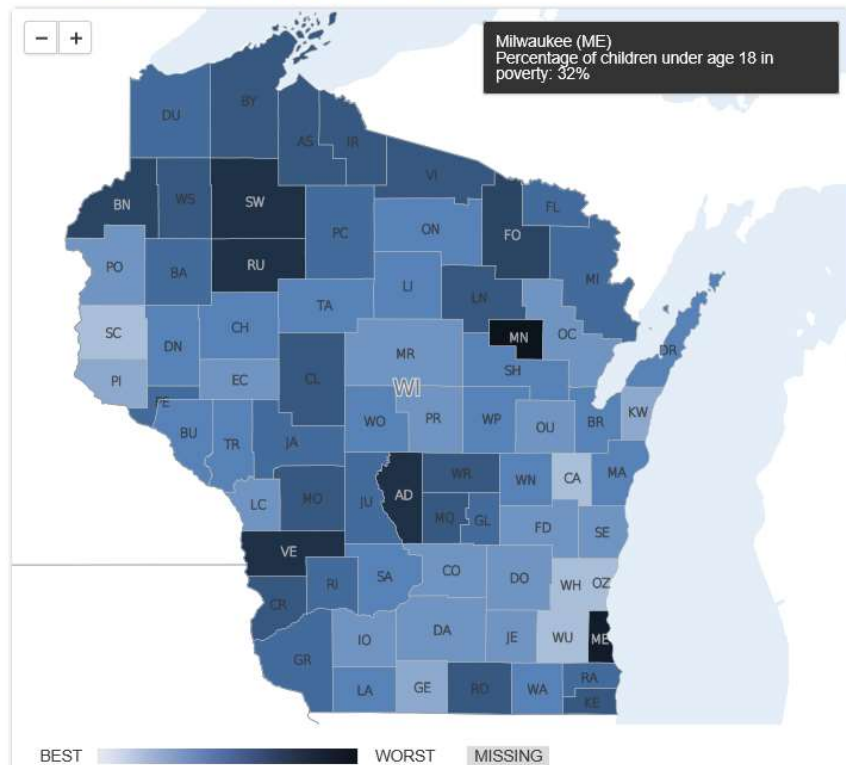 − +
Milwaukee (ME)
Percentage of children under age 18 in
poverty: 32%
DU
BY
AS
IR
VI
BN
WS
SW
PC
ON
FO
FL
PO
BA
RU
LI
LN
MI
SC
DN
CH
TA
MR
MN
OC
DR
PI
PE
EC
CL
WI
SH
KW
BU
TR
JA
WO
PR
WP
OU
BR
LC
MO
JU
AD
WR
WN
CA
MA
MQ
GL
FD
SE
VE
CR
RI
SA
CO
DO
WH
OZ
GR
IO
DA
JE
WU
ME
LA
GE
RO
WA
RA
KE
BEST WORST MISSING